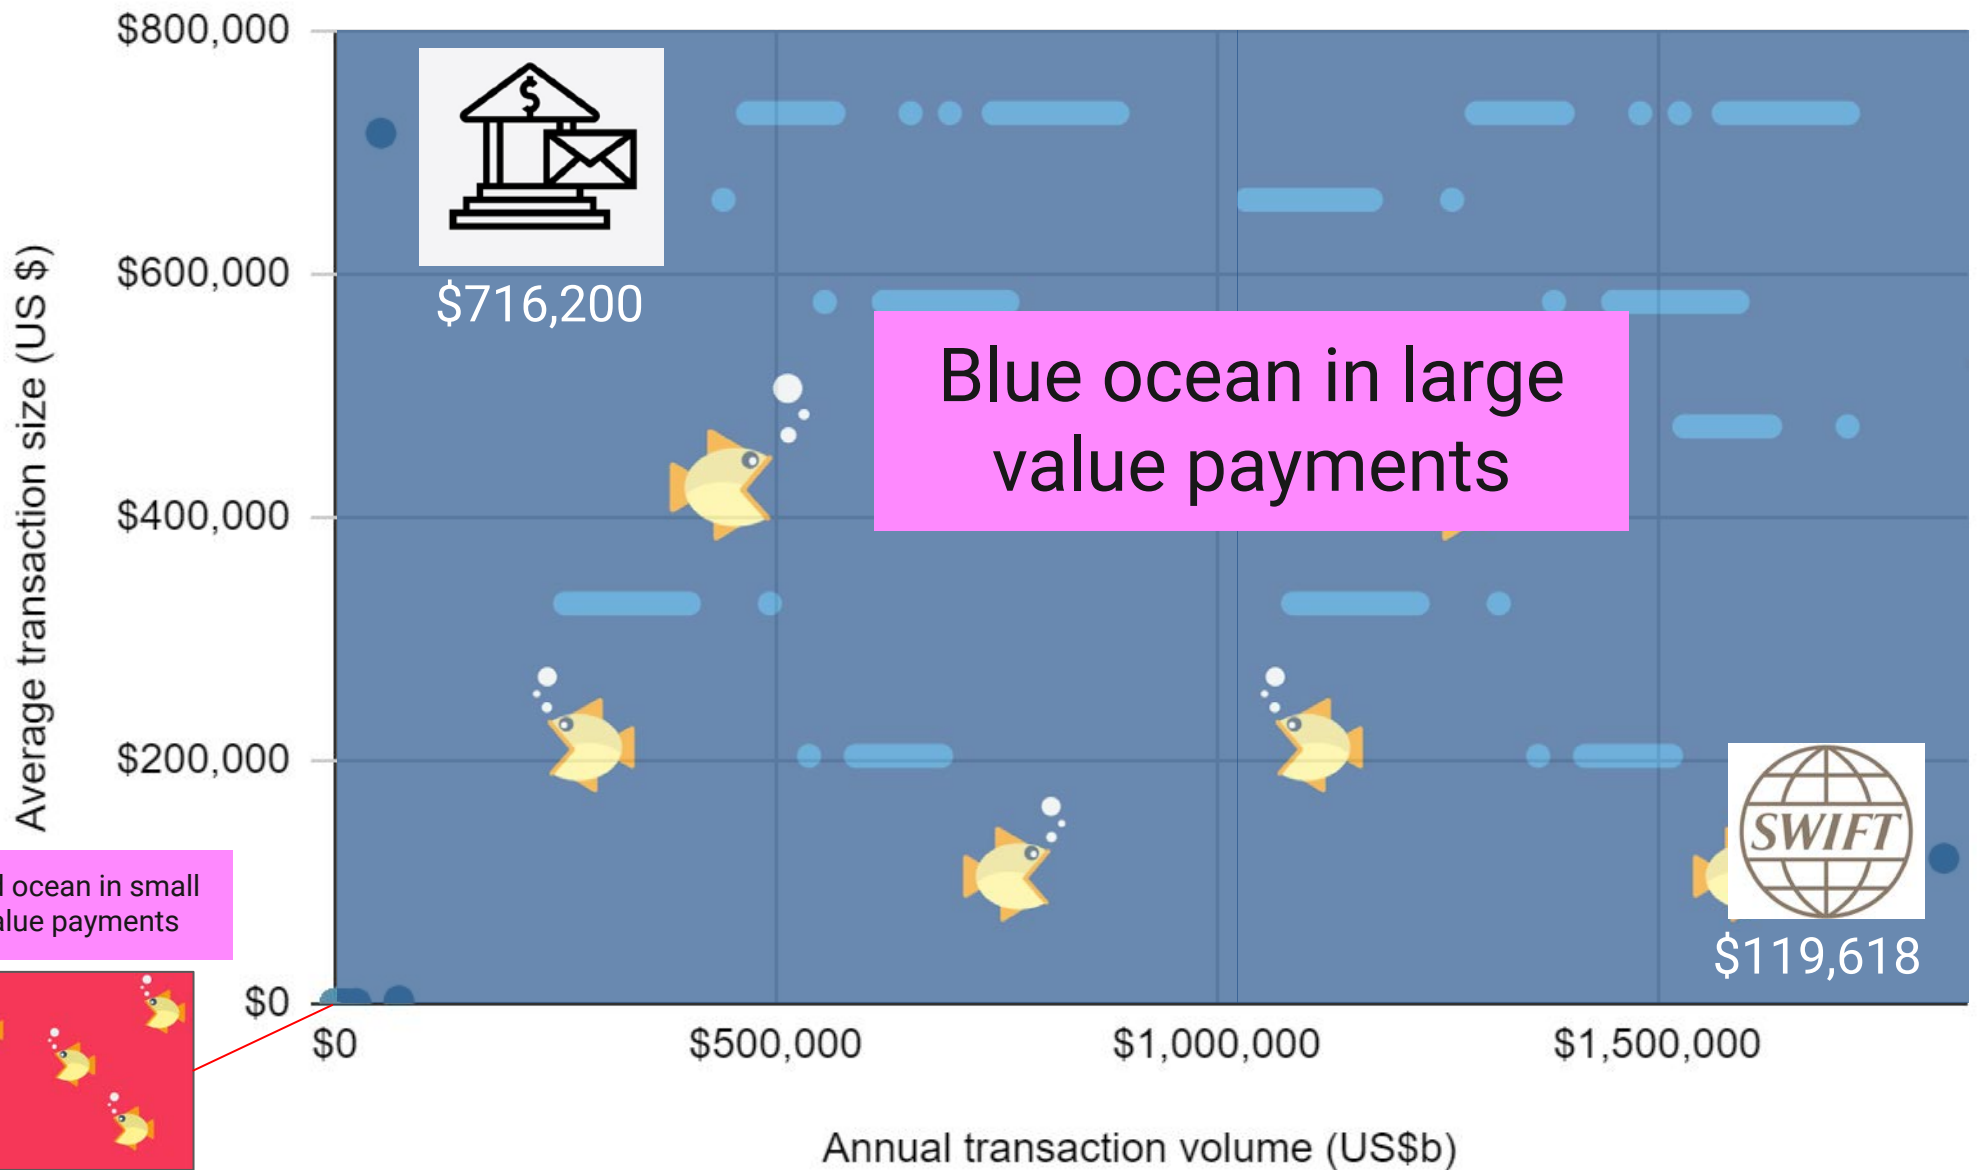 $800,000
$600,000
$400,000
$200,000
$0
Average transaction size (US $)
$
$716,200
Blue ocean in large
value payments
SWIFT
$119,618
ocean in small
payments
$0
$500,000
$1,000,000
$1,500,000
Annual transaction volume (US$b)